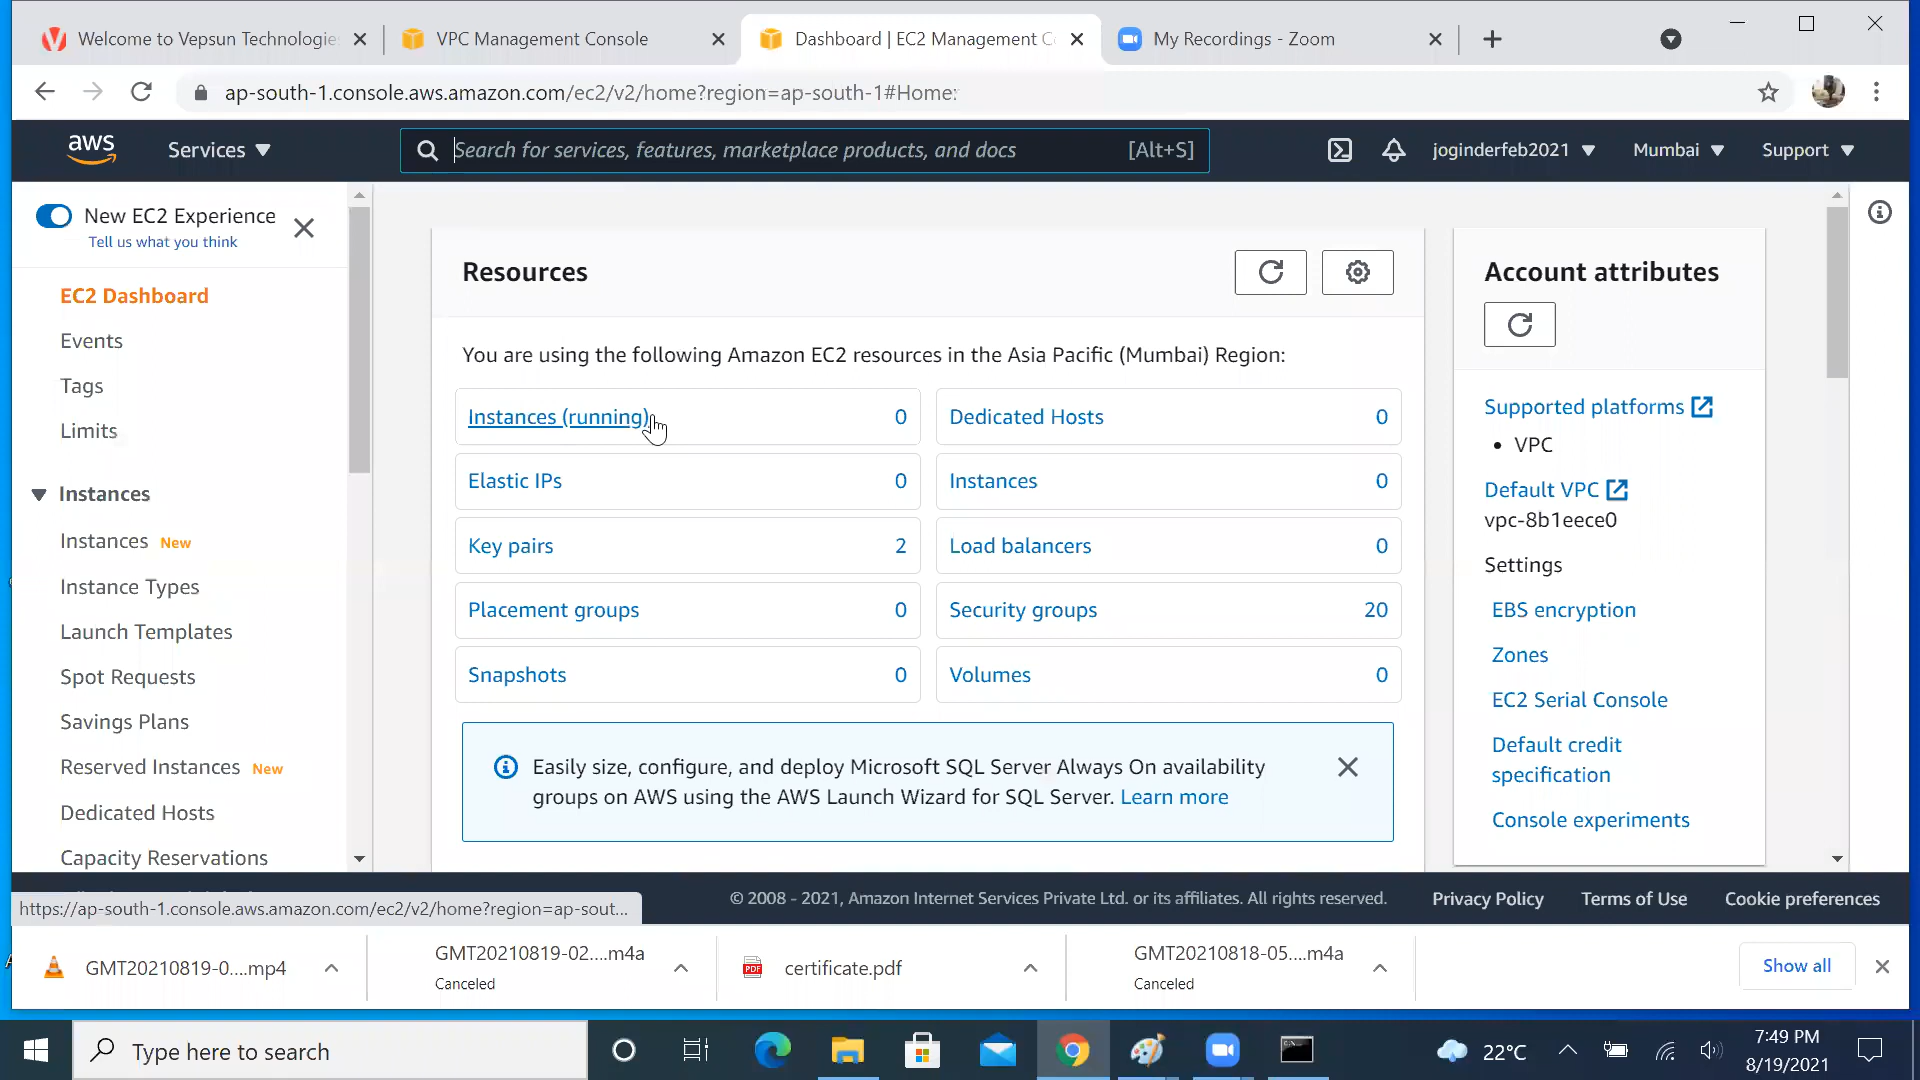 Welcome to Vepsun Technologie
VPC Management Console
Dashboard | EC2 Management C
My Recordings - Zoom
ap-south-1.console.aws.amazon.com/ec2/v2/home?region=ap-south-1#Home:
aws
Services
Search for services, features, marketplace products, and docs
[Alt+S]
joginderfeb2021
Mumbai
Support
New EC2 Experience
Tell us what you think
EC2 Dashboard
Events
Tags
Limits
Instances
Instances New
Instance Types
Launch Templates
Spot Requests
Savings Plans
Reserved Instances New
Dedicated Hosts
Capacity Reservations
Resources
You are using the following Amazon EC2 resources in the Asia Pacific (Mumbai) Region:
Instances (running) 0
Dedicated Hosts 0
Elastic IPs 0
Instances 0
Key pairs 2
Load balancers 0
Placement groups 0
Security groups 20
Snapshots 0
Volumes 0
Easily size, configure, and deploy Microsoft SQL Server Always On availability
groups on AWS using the AWS Launch Wizard for SQL Server. Learn more
Account attributes
Supported platforms
• VPC
Default VPC
vpc-8b1eece0
Settings
EBS encryption
Zones
EC2 Serial Console
Default credit
specification
Console experiments
https://ap-south-1.console.aws.amazon.com/ec2/v2/home?region=ap-sout...
© 2008 - 2021, Amazon Internet Services Private Ltd. or its affiliates. All rights reserved.
Privacy Policy
Terms of Use
Cookie preferences
GMT20210819-0....mp4
GMT20210819-02....m4a
Canceled
PDF
certificate.pdf
GMT20210818-05....m4a
Canceled
Show all
Type here to search
22°C
7:49 PM
8/19/2021